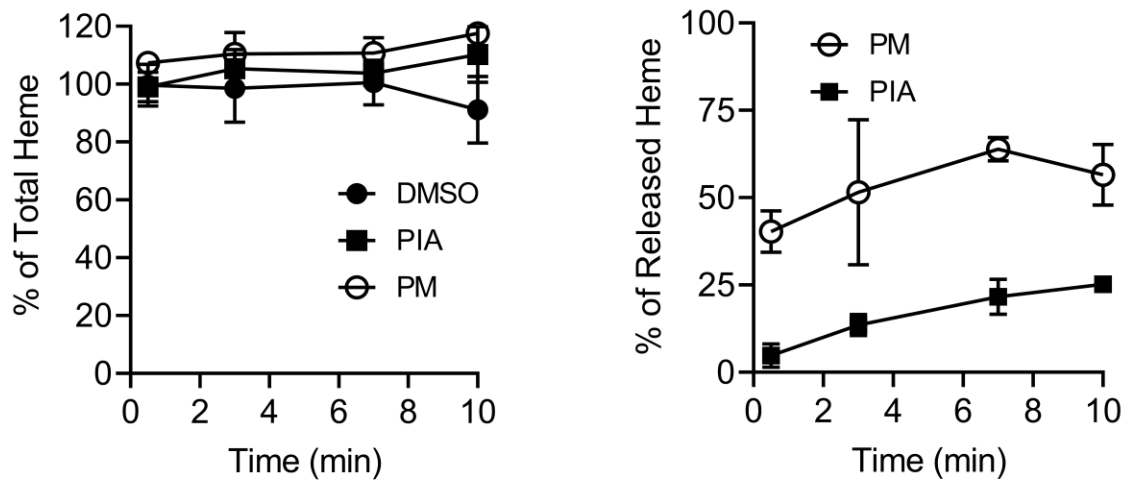 % of Total Heme
120
100
80
60
40
20
0
DMSO
PIA
PM
0 2 4 6 8 10
Time (min)
% of Released Heme
100
75
50
25
0
PM
PIA
0 2 4 6 8 10
Time (min)